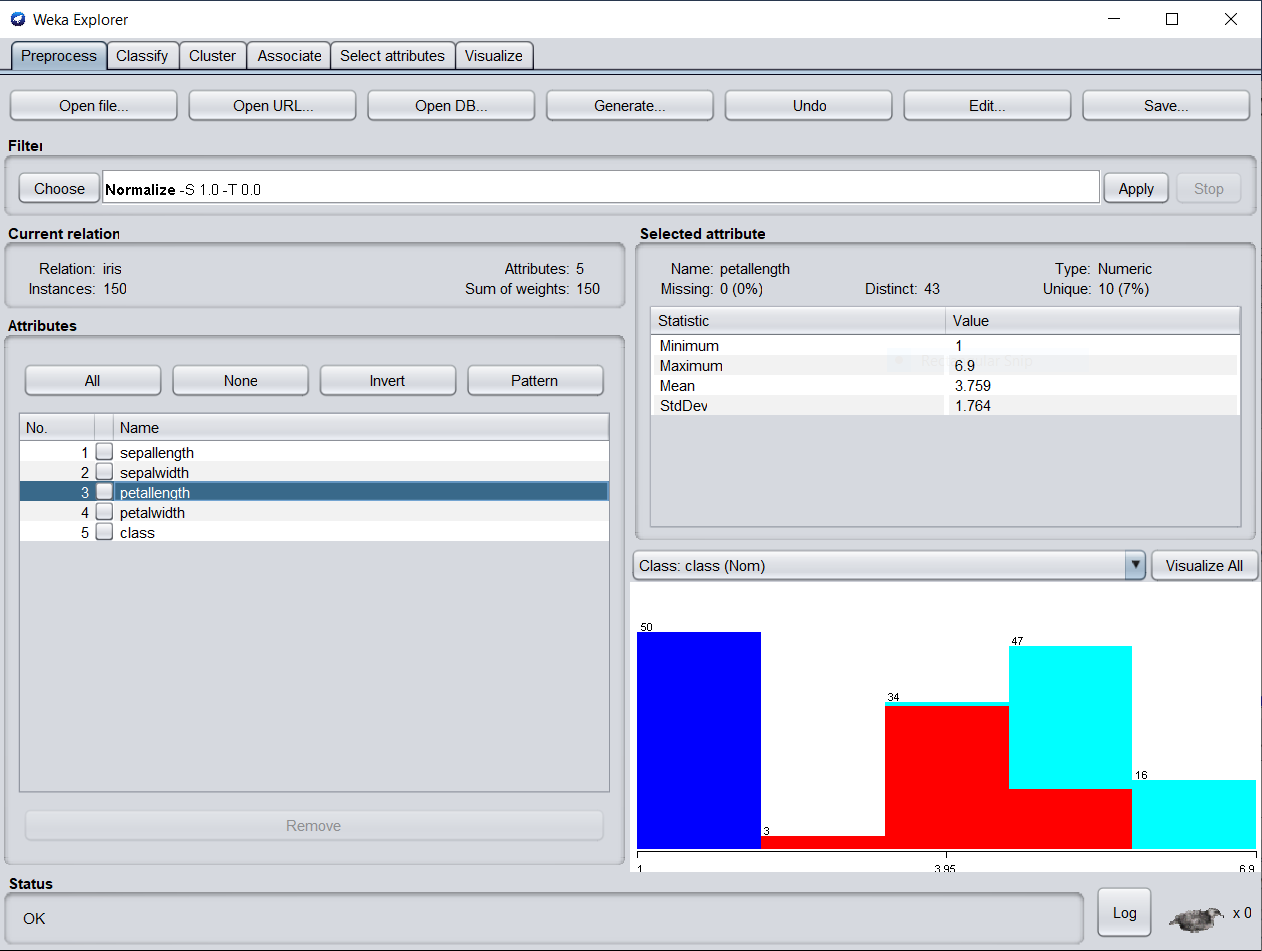 Weka Explorer
Preprocess Classify Cluster Associate Select attributes Visualize
Open file... Open URL... Open DB... Generate... Undo Edit... Save...
Filter
Choose Normalize -S 1.0 -T 0.0 Apply Stop
Current relation
Relation: iris Attributes: 5
Instances: 150 Sum of weights: 150
Attributes
All None Invert Pattern
No. Name
1 sepallength
2 sepalwidth
3 petallength
4 petalwidth
5 class
Remove
Selected attribute
Name: petallength Type: Numeric
Missing: 0 (0%) Distinct: 43 Unique: 10 (7%)
Statistic Value
Minimum 1
Maximum 6.9
Mean 3.759
StdDev 1.764
Class: class (Nom) Visualize All
50
47
34
16
3
1 3.95 6.9
Status
OK
Log x 0